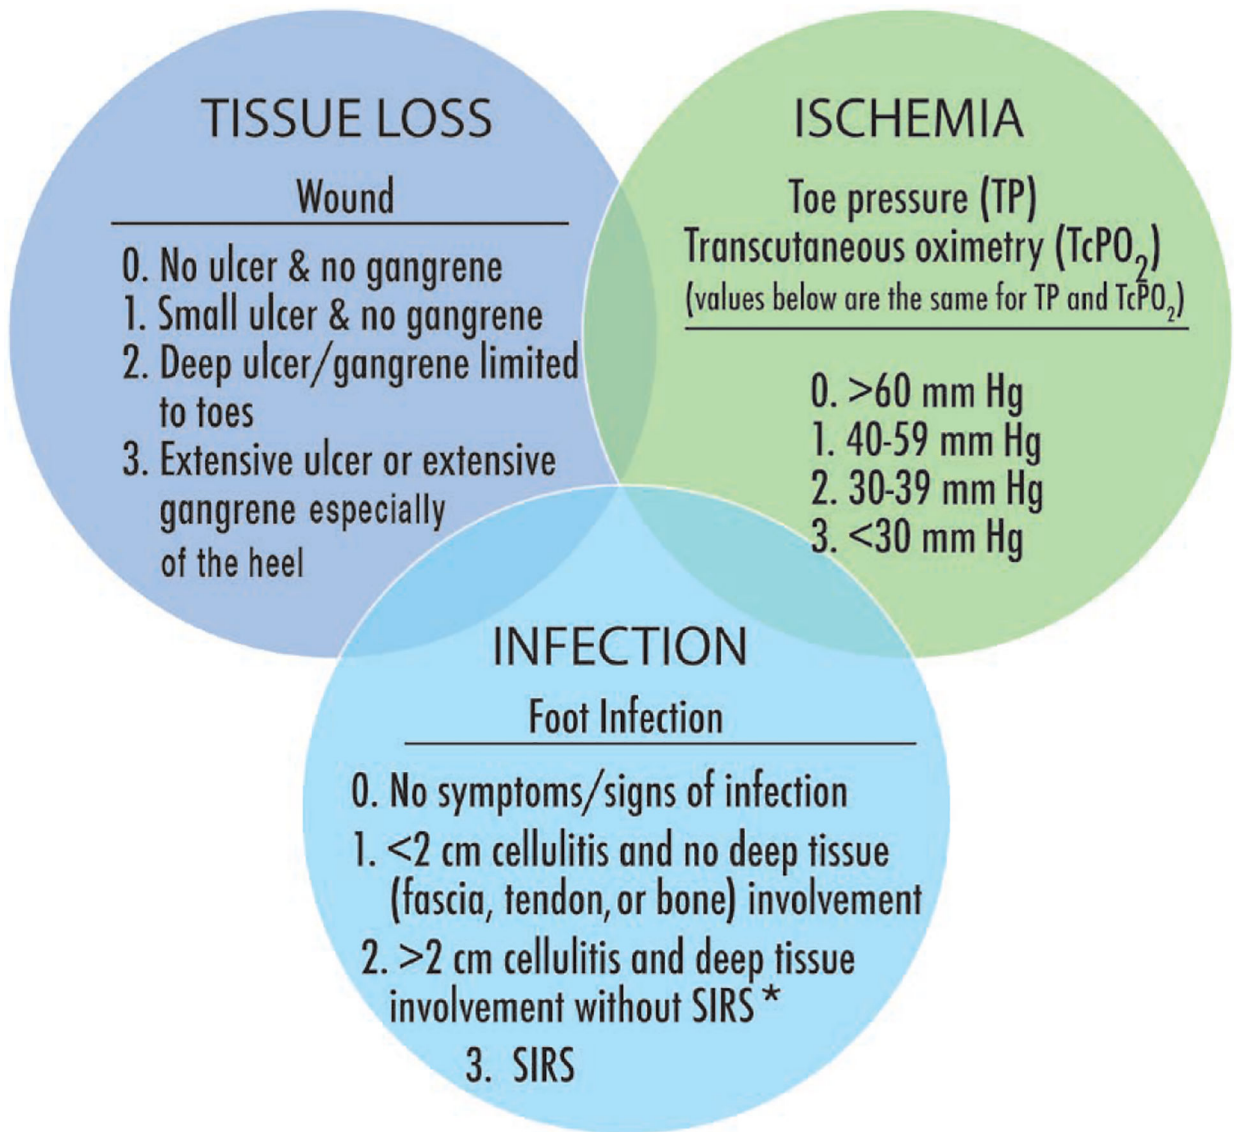 TISSUE LOSS
Wound
0. No ulcer & no gangrene
1. Small ulcer & no gangrene
2. Deep ulcer/gangrene limited
to toes
3. Extensive ulcer or extensive
gangrene especially
of the heel
ISCHEMIA
Toe pressure (TP)
Transcutaneous oximetry (TcPO₂)
(values below are the same for TP and TcPO₂)
0. >60 mm Hg
1. 40-59 mm Hg
2. 30-39 mm Hg
3. <30 mm Hg
INFECTION
Foot Infection
0. No symptoms/signs of infection
1. <2 cm cellulitis and no deep tissue
(fascia, tendon, or bone) involvement
2. >2 cm cellulitis and deep tissue
involvement without SIRS *
3. SIRS